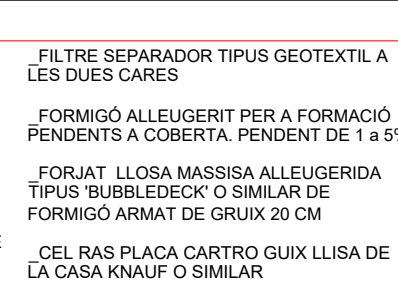 _FILTRE SEPARADOR TIPUS GEOTEXTIL A
LES DUES CARES
_FORMIGÓ ALLEUGERIT PER A FORMACIÓ
PENDENTS A COBERTA. PENDENT DE 1 a 5%
_FORJAT LLOSA MASSISA ALLEUGERIDA
TIPUS 'BUBBLEDECK' O SIMILAR DE
FORMIGÓ ARMAT DE GRUIX 20 CM
_CEL RAS PLACA CARTRO GUIX LLISA DE
LA CASA KNAUF O SIMILAR